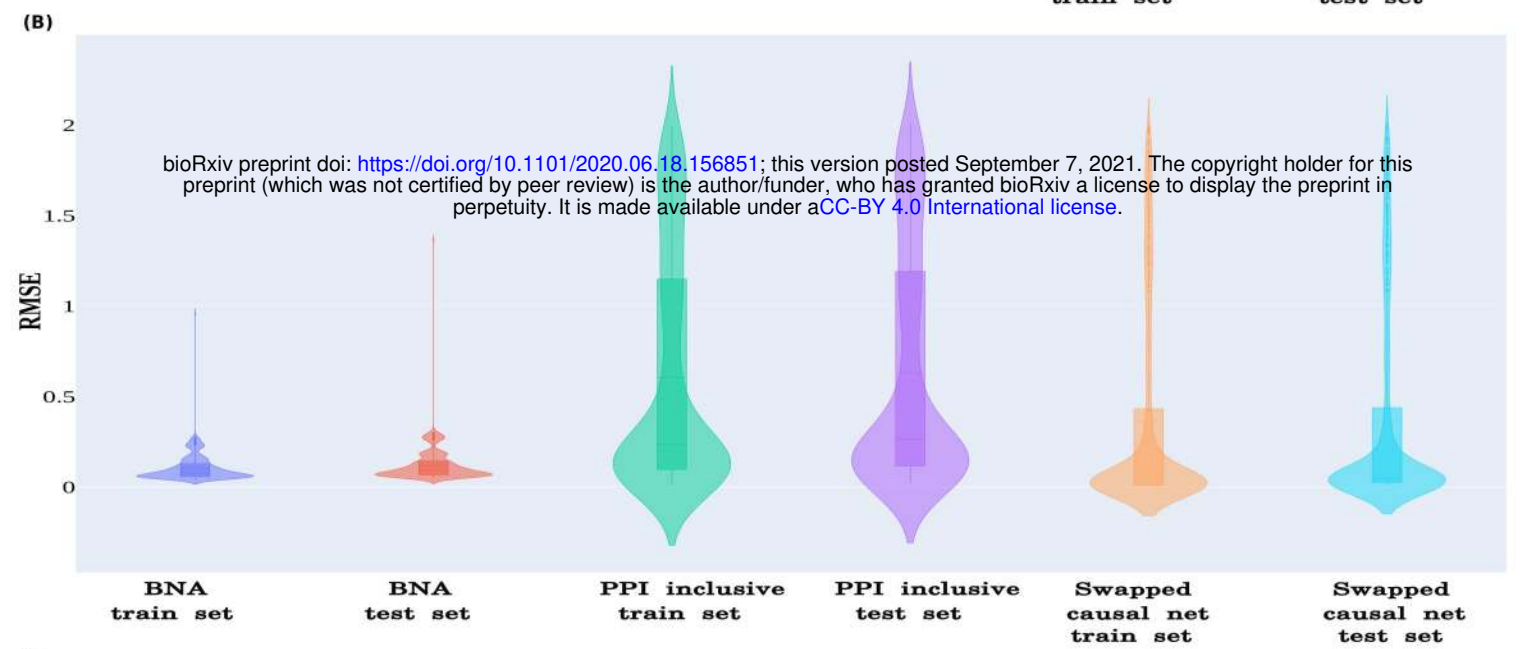 train set test set
(B)
2
bioRxiv preprint doi: https://doi.org/10.1101/2020.06.18.156851; this version posted September 7, 2021. The copyright holder for this
preprint (which was not certified by peer review) is the author/funder, who has granted bioRxiv a license to display the preprint in
perpetuity. It is made available under aCC-BY 4.0 International license.
1.5
RMSE
1
0.5
0
BNA
train set
BNA
test set
PPI inclusive
train set
PPI inclusive
test set
Swapped
causal net
train set
Swapped
causal net
test set